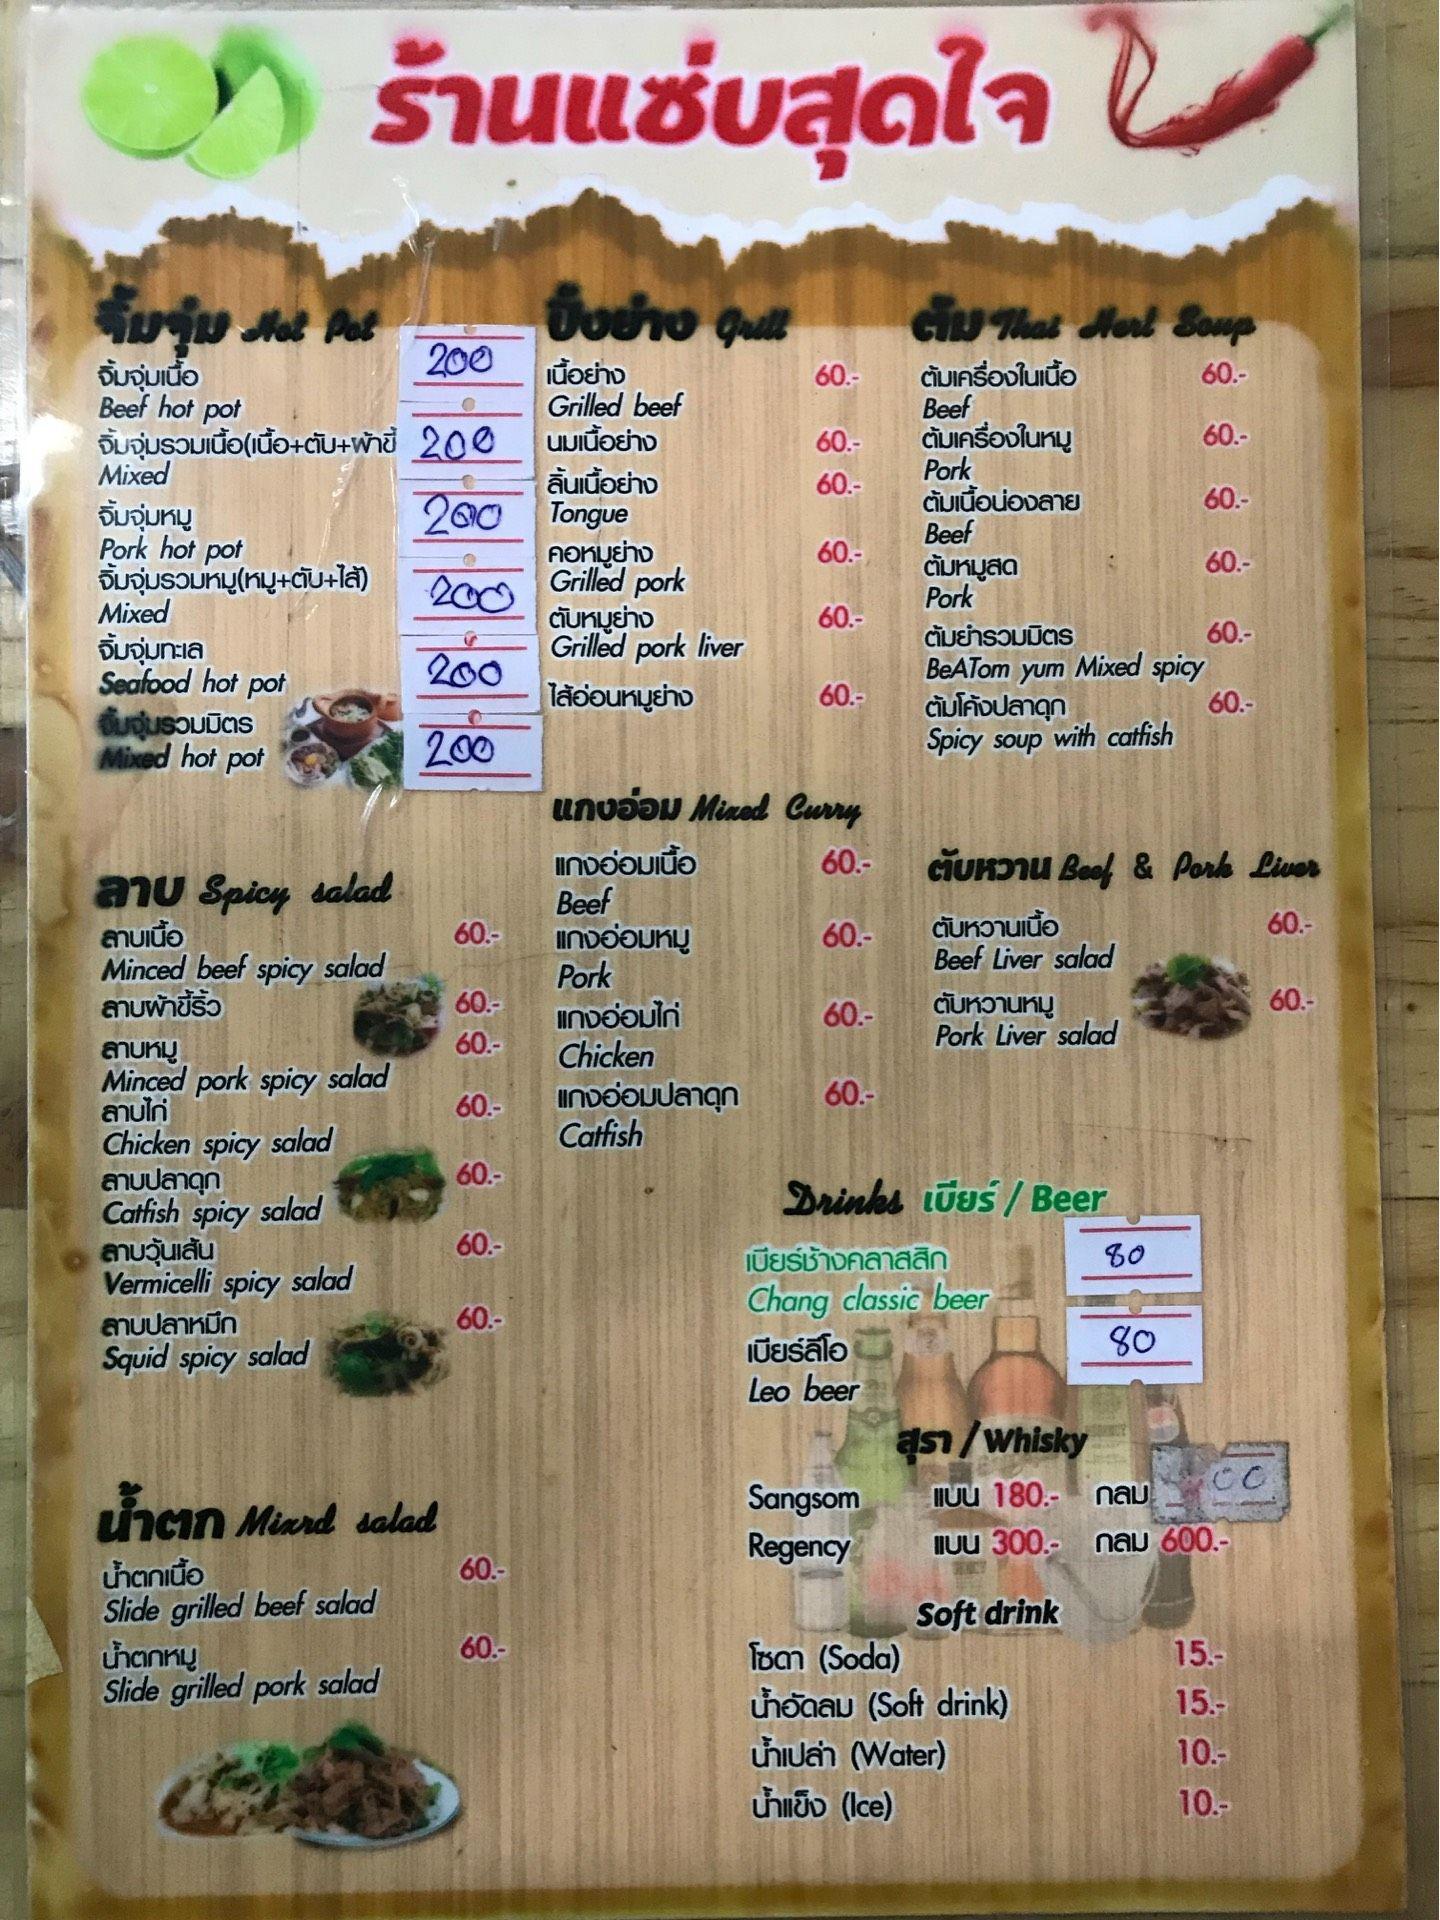 ร้านแซ่บสุดใจ
จิ้มจุ่ม Hot Pot
จิ้มจุ่มเนื้อ 200
Beef hot pot
จิ้มจุ่มรวมเนื้อ(เนื้อ+ตับ+ผ้าขี้ 200
Mixed
จิ้มจุ่มหมู 200
Pork hot pot
จิ้มจุ่มรวมหมู(หมู+ตับ+ไส้) 200
Mixed
จิ้มจุ่มทะเล 200
Seafood hot pot
จิ้มจุ่มรวมมิตร 200
Mixed hot pot
ลาบ Spicy salad
ลาบเนื้อ 60.-
Minced beef spicy salad
ลาบผ้าขี้ริ้ว 60.-
ลาบหมู 60.-
Minced pork spicy salad
ลาบไก่ 60.-
Chicken spicy salad
ลาบปลาดุก 60.-
Catfish spicy salad
ลาบวุ้นเส้น 60.-
Vermicelli spicy salad
ลาบปลาหมึก 60.-
Squid spicy salad
น้ำตก Mixrd salad
น้ำตกเนื้อ 60.-
Slide grilled beef salad
น้ำตกหมู 60.-
Slide grilled pork salad
ปิ้งย่าง Grill
เนื้อย่าง 60.-
Grilled beef
นมเนื้อย่าง 60.-
ลิ้นเนื้อย่าง 60.-
Tongue
คอหมูย่าง 60.-
Grilled pork
ตับหมูย่าง 60.-
Grilled pork liver
ไส้อ่อนหมูย่าง 60.-
แกงอ่อม Mixed Curry
แกงอ่อมเนื้อ 60.-
Beef
แกงอ่อมหมู 60.-
Pork
แกงอ่อมไก่ 60.-
Chicken
แกงอ่อมปลาดุก 60.-
Catfish
ต้ม Thai Herl Soup
ต้มเครื่องในเนื้อ 60.-
Beef
ต้มเครื่องในหมู 60.-
Pork
ต้มเนื้อน่องลาย 60.-
Beef
ต้มหมูสด 60.-
Pork
ต้มยำรวมมิตร 60.-
BeATom yum Mixed spicy
ต้มโค้งปลาดุก 60.-
Spicy soup with catfish
ตับหวาน Beef & Pork Liver
ตับหวานเนื้อ 60.-
Beef Liver salad
ตับหวานหมู 60.-
Pork Liver salad
Drinks เบียร์ / Beer
เบียร์ช้างคลาสสิก 80
Chang classic beer
เบียร์ลีโอ 80
Leo beer
สุรา / Whisky
Sangsom แบน 180.- กลม
Regency แบน 300.- กลม 600.-
Soft drink
โซดา (Soda) 15.-
น้ำอัดลม (Soft drink) 15.-
น้ำเปล่า (Water) 10.-
น้ำแข็ง (Ice) 10.-